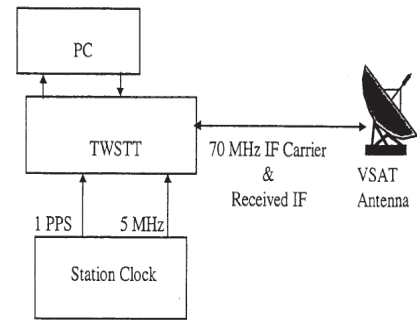 PC
TWSTT
70 MHz IF Carrier
&
Received IF
VSAT
Antenna
1 PPS
5 MHz
Station Clock